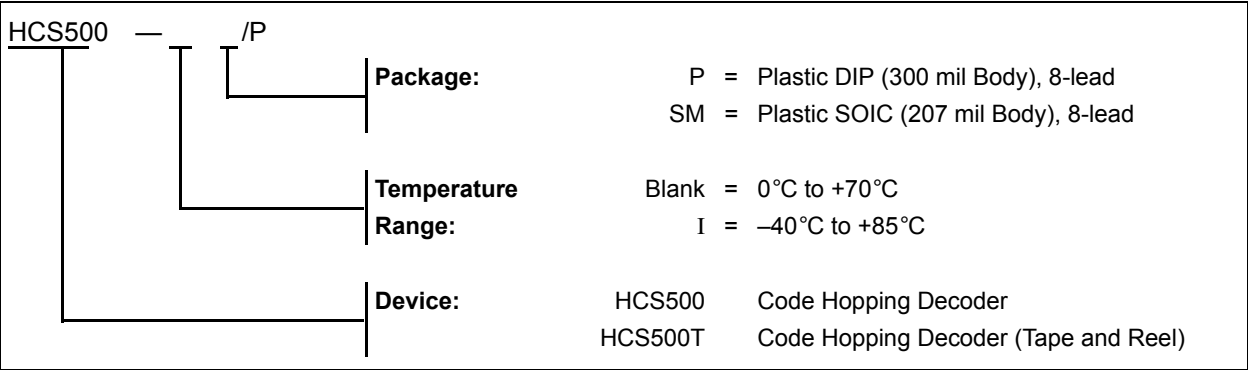 HCS500 — /P
Package: P = Plastic DIP (300 mil Body), 8-lead
SM = Plastic SOIC (207 mil Body), 8-lead
Temperature Blank = 0°C to +70°C
Range: I = –40°C to +85°C
Device: HCS500 Code Hopping Decoder
HCS500T Code Hopping Decoder (Tape and Reel)